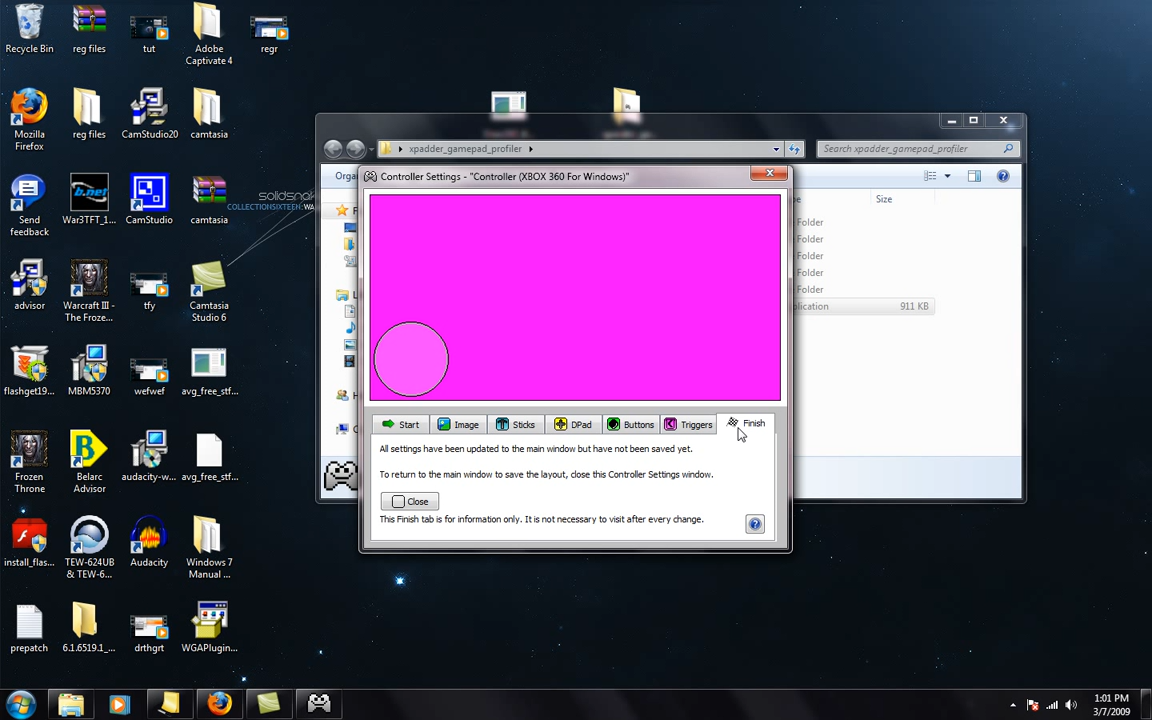 Recycle Bin
reg files
tut
Adobe
Captivate 4
regr
Mozilla
Firefox
reg files
CamStudio20
camtasia
Send
feedback
War3TFT_1...
CamStudio
camtasia
advisor
Warcraft III -
The Froze...
tfy
Camtasia
Studio 6
flashget19...
MBM5370
wefwef
avg_free_stf...
Frozen
Throne
Belarc
Advisor
audacity-w...
avg_free_stf...
install_flas...
TEW-624UB
& TEW-6...
Audacity
Windows 7
Manual ...
prepatch
6.1.6519.1_...
drthgrt
WGAPlugin...
COLLECTIONSIXTEEN:WA
xpadder_gamepad_profiler
Search xpadder_gamepad_profiler
Orga
Size
Folder
Folder
Folder
Folder
Folder
plication
911 KB
Controller Settings - "Controller (XBOX 360 For Windows)"
Start
Image
Sticks
DPad
Buttons
Triggers
Finish
All settings have been updated to the main window but have not been saved yet.
To return to the main window to save the layout, close this Controller Settings window.
Close
This Finish tab is for information only. It is not necessary to visit after every change.
1:01 PM
3/7/2009